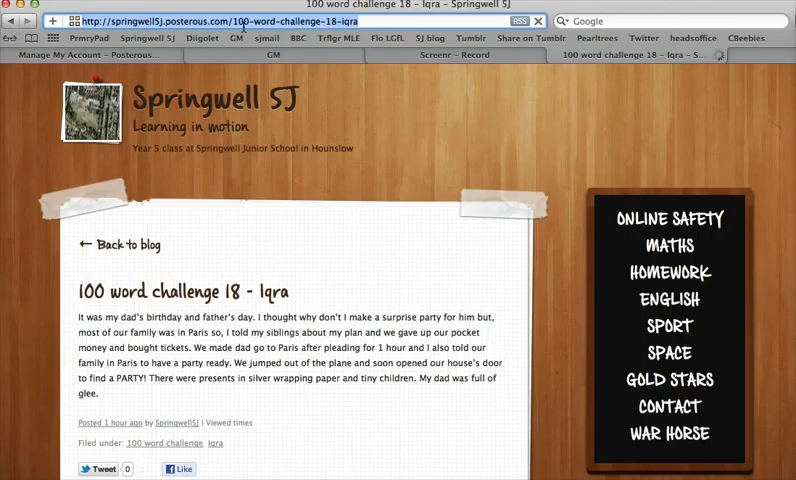 100 word challenge 18 - Iqra - Springwell 5J
http://springwell5j.posterous.com/100-word-challenge-18-iqra
RSS
Google
PrmryPad Springwell 5J Diigolet GM sjmail BBC Trflgr MLE Flo LGFL 5J blog Tumblr Share on Tumblr Pearltrees Twitter headsoffice CBeebies
Manage My Account - Posterous... GM Screenr - Record 100 word challenge 18 - Iqra - S...
Springwell 5J
Learning in motion
Year 5 class at Springwell Junior School in Hounslow
← Back to blog
100 word challenge 18 - Iqra
It was my dad's birthday and father's day. I thought why don't I make a surprise party for him but,
most of our family was in Paris so, I told my siblings about my plan and we gave up our pocket
money and bought tickets. We made dad go to Paris after pleading for 1 hour and I also told our
family in Paris to have a party ready. We jumped out of the plane and soon opened our house's door
to find a PARTY! There were presents in silver wrapping paper and tiny children. My dad was full of
glee.
Posted 1 hour ago by Springwell5J | Viewed times
Filed under: 100 word challenge Iqra
Tweet 0 Like
ONLINE SAFETY
MATHS
HOMEWORK
ENGLISH
SPORT
SPACE
GOLD STARS
CONTACT
WAR HORSE